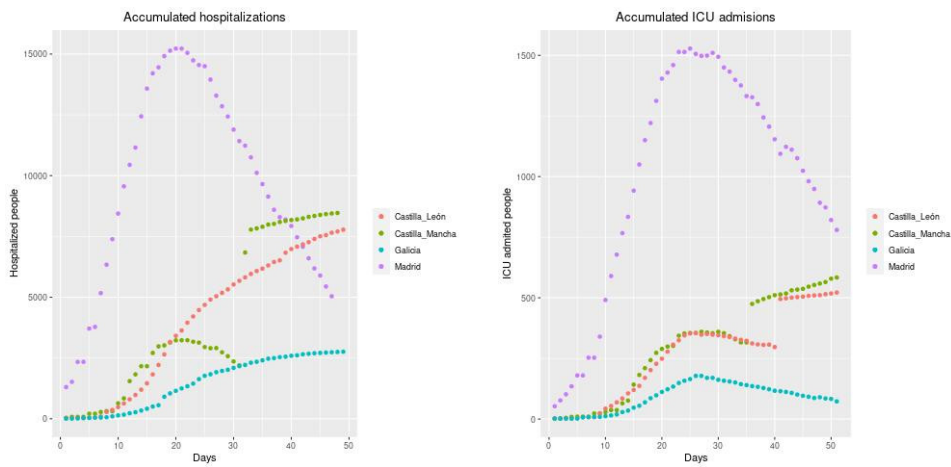 Accumulated hospitalizations
15000
10000
5000
0
Hospitalized people
0 10 20 30 40 50
Days
Castilla_León
Castilla_Mancha
Galicia
Madrid
Accumulated ICU admisions
1500
1000
500
0
ICU admited people
0 10 20 30 40 50
Days
Castilla_León
Castilla_Mancha
Galicia
Madrid